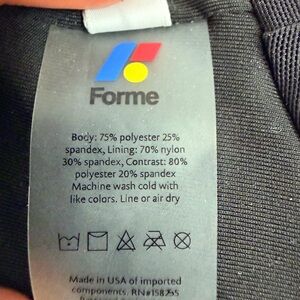 Forme
Body: 75% polyester 25%
spandex, Lining: 70% nylon
30% spandex, Contrast: 80%
polyester 20% spandex
Machine wash cold with
like colors. Line or air dry
Made in USA of imported
components. RN#158295